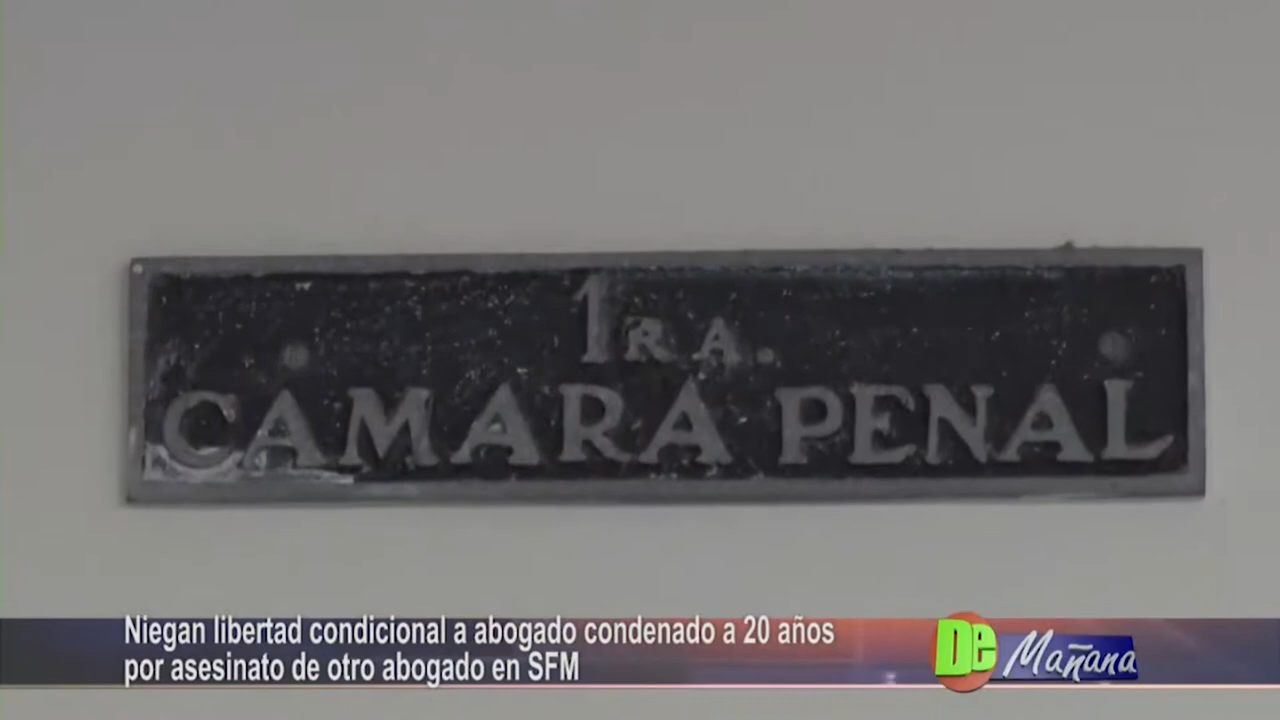 1RA.
CAMARA PENAL
Niegan libertad condicional a abogado condenado a 20 años
por asesinato de otro abogado en SFM
De Mañana